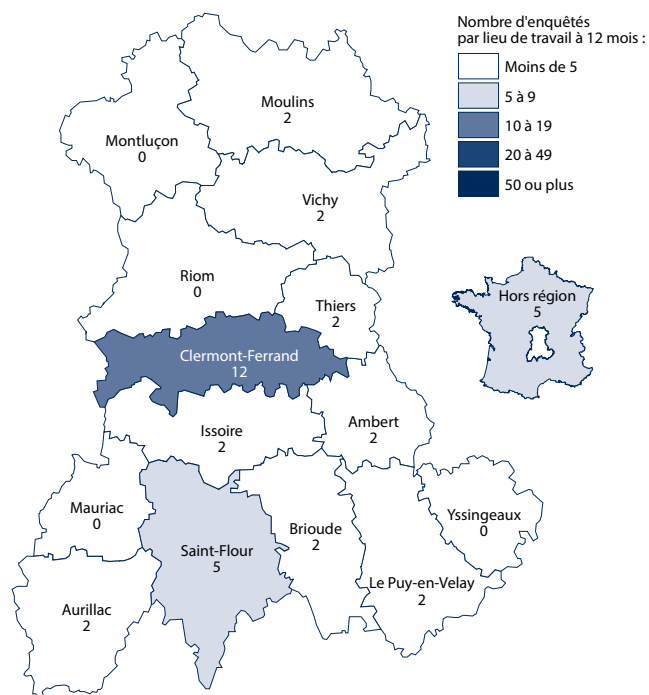 Nombre d'enquêtés
par lieu de travail à 12 mois :
Moins de 5
5 à 9
10 à 19
20 à 49
50 ou plus
Moulins
2
Montluçon
0
Vichy
2
Riom
0
Thiers
2
Hors région
5
Clermont-Ferrand
12
Ambert
2
Issoire
2
Mauriac
0
Saint-Flour
5
Brioude
2
Yssingeaux
0
Le Puy-en-Velay
2
Aurillac
2